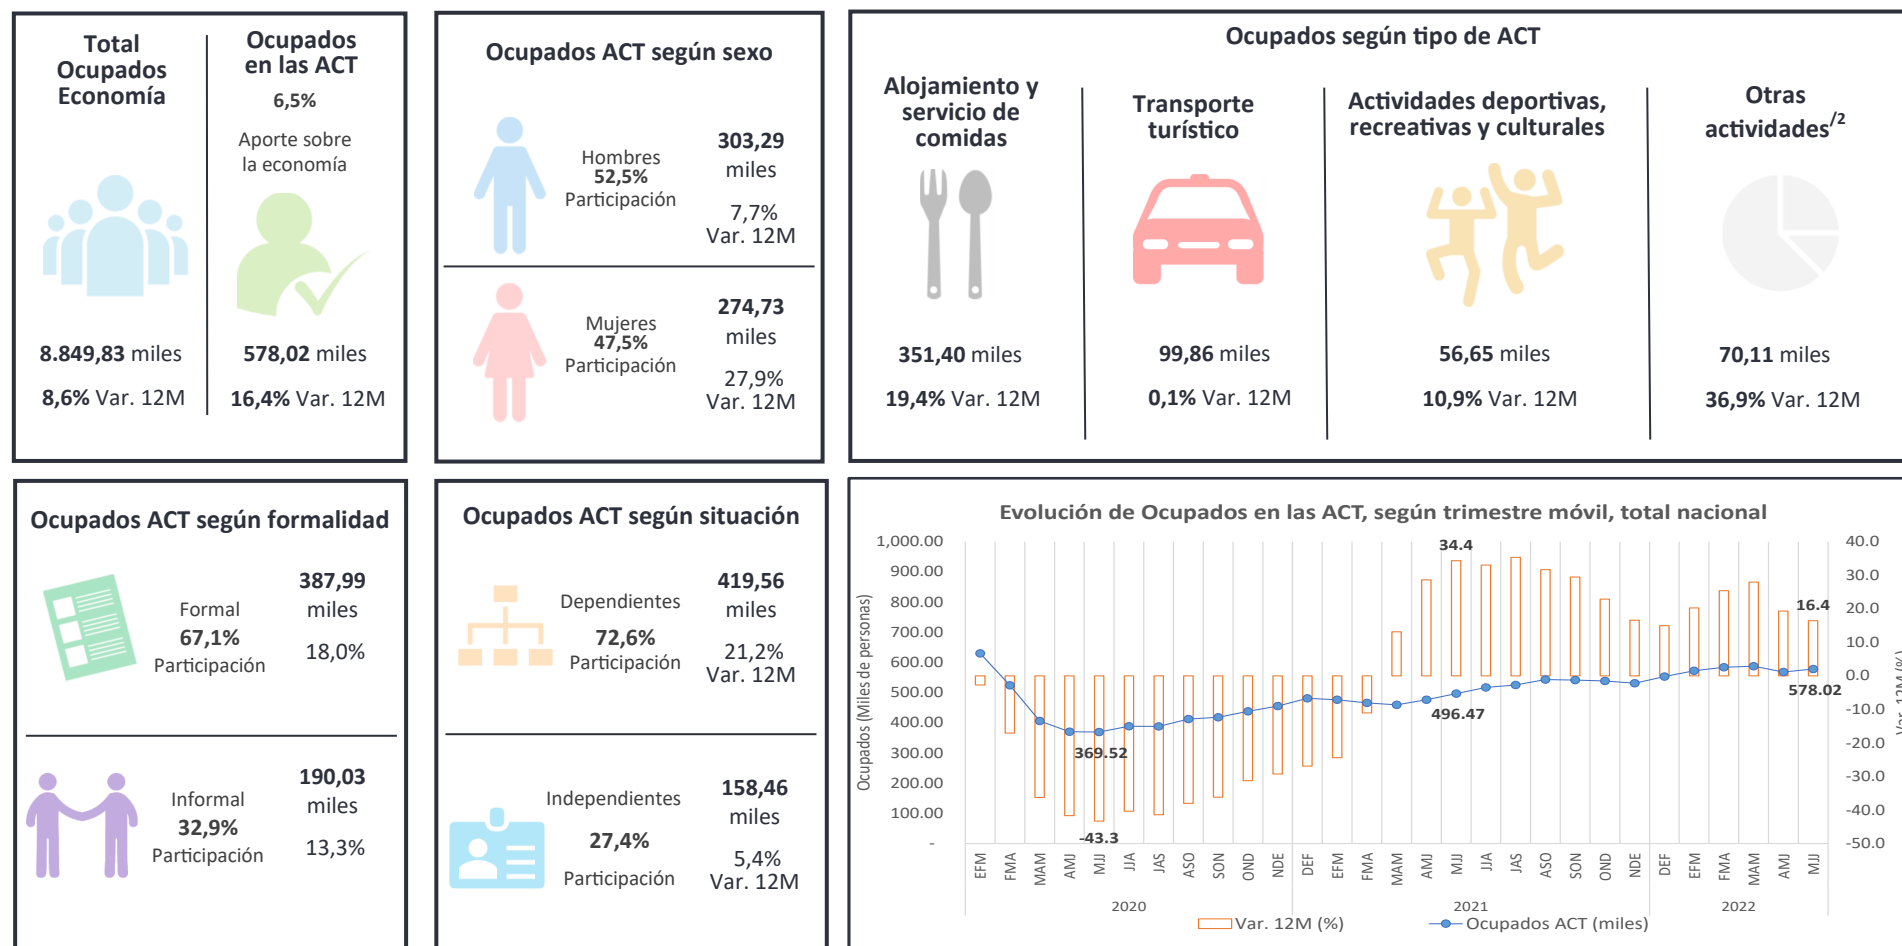 Total
Ocupados
Economía
8.849,83 miles
8,6% Var. 12M
Ocupados
en las ACT
6,5%
Aporte sobre
la economía
578,02 miles
16,4% Var. 12M
Ocupados ACT según sexo
Hombres
52,5%
Participación
303,29
miles
7,7%
Var. 12M
Mujeres
47,5%
Participación
274,73
miles
27,9%
Var. 12M
Ocupados según tipo de ACT
Alojamiento y
servicio de
comidas
351,40 miles
19,4% Var. 12M
Transporte
turístico
99,86 miles
0,1% Var. 12M
Actividades deportivas,
recreativas y culturales
56,65 miles
10,9% Var. 12M
Otras
actividades/2
70,11 miles
36,9% Var. 12M
Ocupados ACT según formalidad
Formal
67,1%
Participación
387,99
miles
18,0%
Informal
32,9%
Participación
190,03
miles
13,3%
Ocupados ACT según situación
Dependientes
72,6%
Participación
419,56
miles
21,2%
Var. 12M
Independientes
27,4%
Participación
158,46
miles
5,4%
Var. 12M
Evolución de Ocupados en las ACT, según trimestre móvil, total nacional
Ocupados (Miles de personas)
1,000.00
900.00
800.00
700.00
600.00
500.00
400.00
300.00
200.00
100.00
-
34.4
16.4
578.02
496.47
369.52
-43.3
40.0
30.0
20.0
10.0
0.0
-10.0
-20.0
-30.0
-40.0
-50.0
Var. 12M (%)
EFM FMA MAM AMJ MJJ JJA JAS ASO SON OND NDE DEF EFM FMA MAM AMJ MJJ JJA JAS ASO SON OND NDE DEF EFM FMA MAM AMJ MJJ
2020 2021 2022
Var. 12M (%) Ocupados ACT (miles)